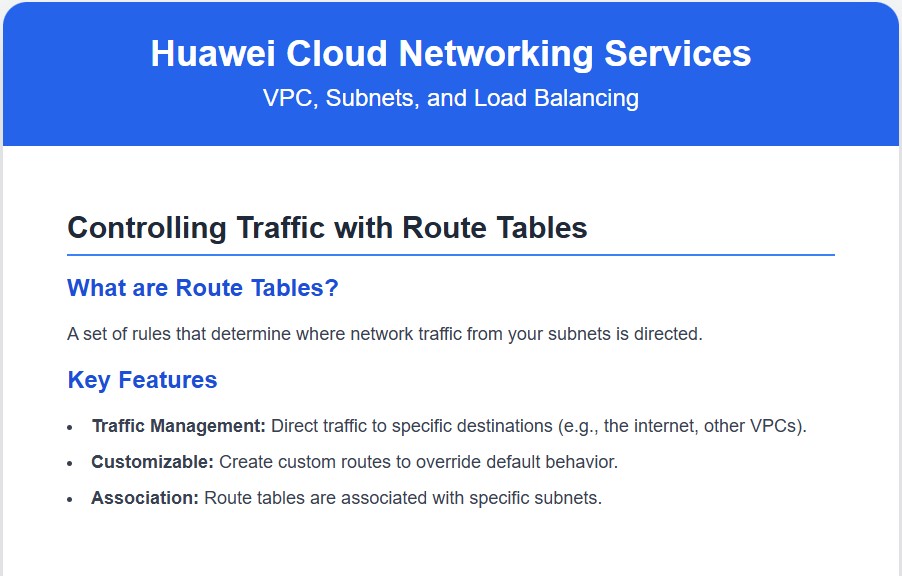 Huawei Cloud Networking Services
VPC, Subnets, and Load Balancing
Controlling Traffic with Route Tables
What are Route Tables?
A set of rules that determine where network traffic from your subnets is directed.
Key Features
• Traffic Management: Direct traffic to specific destinations (e.g., the internet, other VPCs).
• Customizable: Create custom routes to override default behavior.
• Association: Route tables are associated with specific subnets.